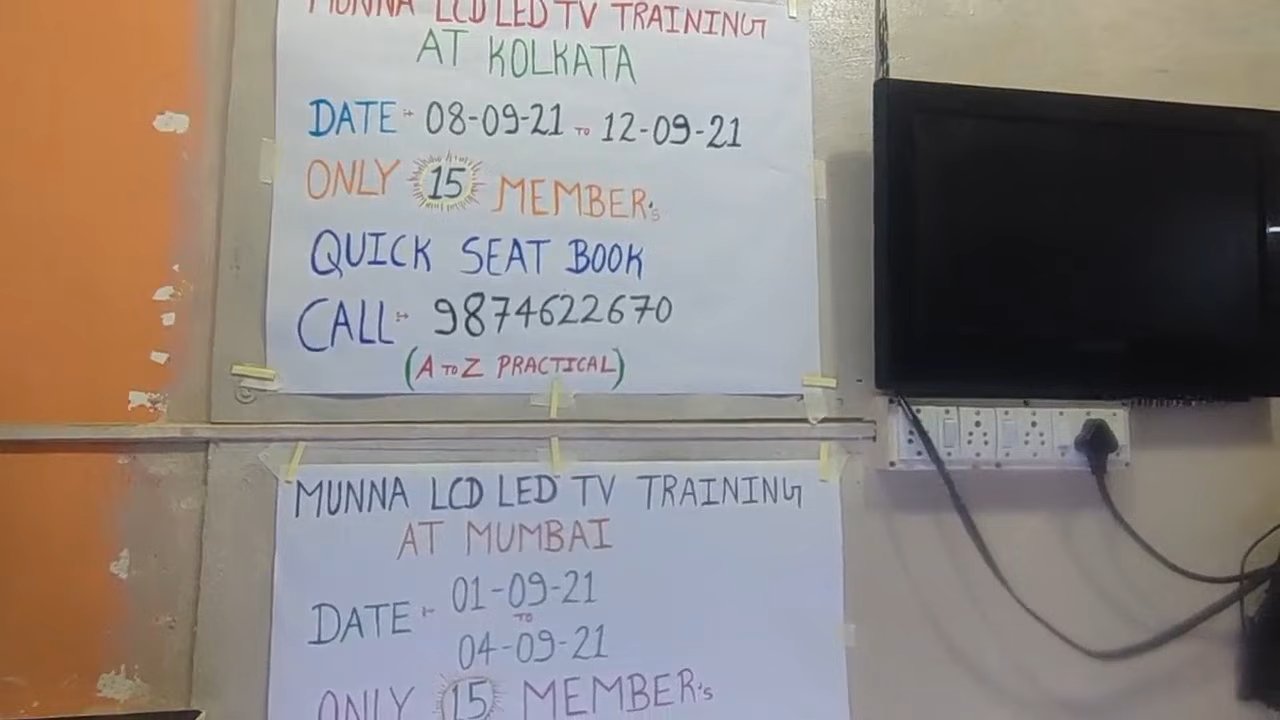 MUNNA LCD LED TV TRAINING
AT KOLKATA
DATE :- 08-09-21 TO 12-09-21
ONLY 15 MEMBER's
QUICK SEAT BOOK
CALL :- 9874622670
(A TO Z PRACTICAL)
MUNNA LCD LED TV TRAINING
AT MUMBAI
DATE :- 01-09-21
TO
04-09-21
ONLY 15 MEMBER's